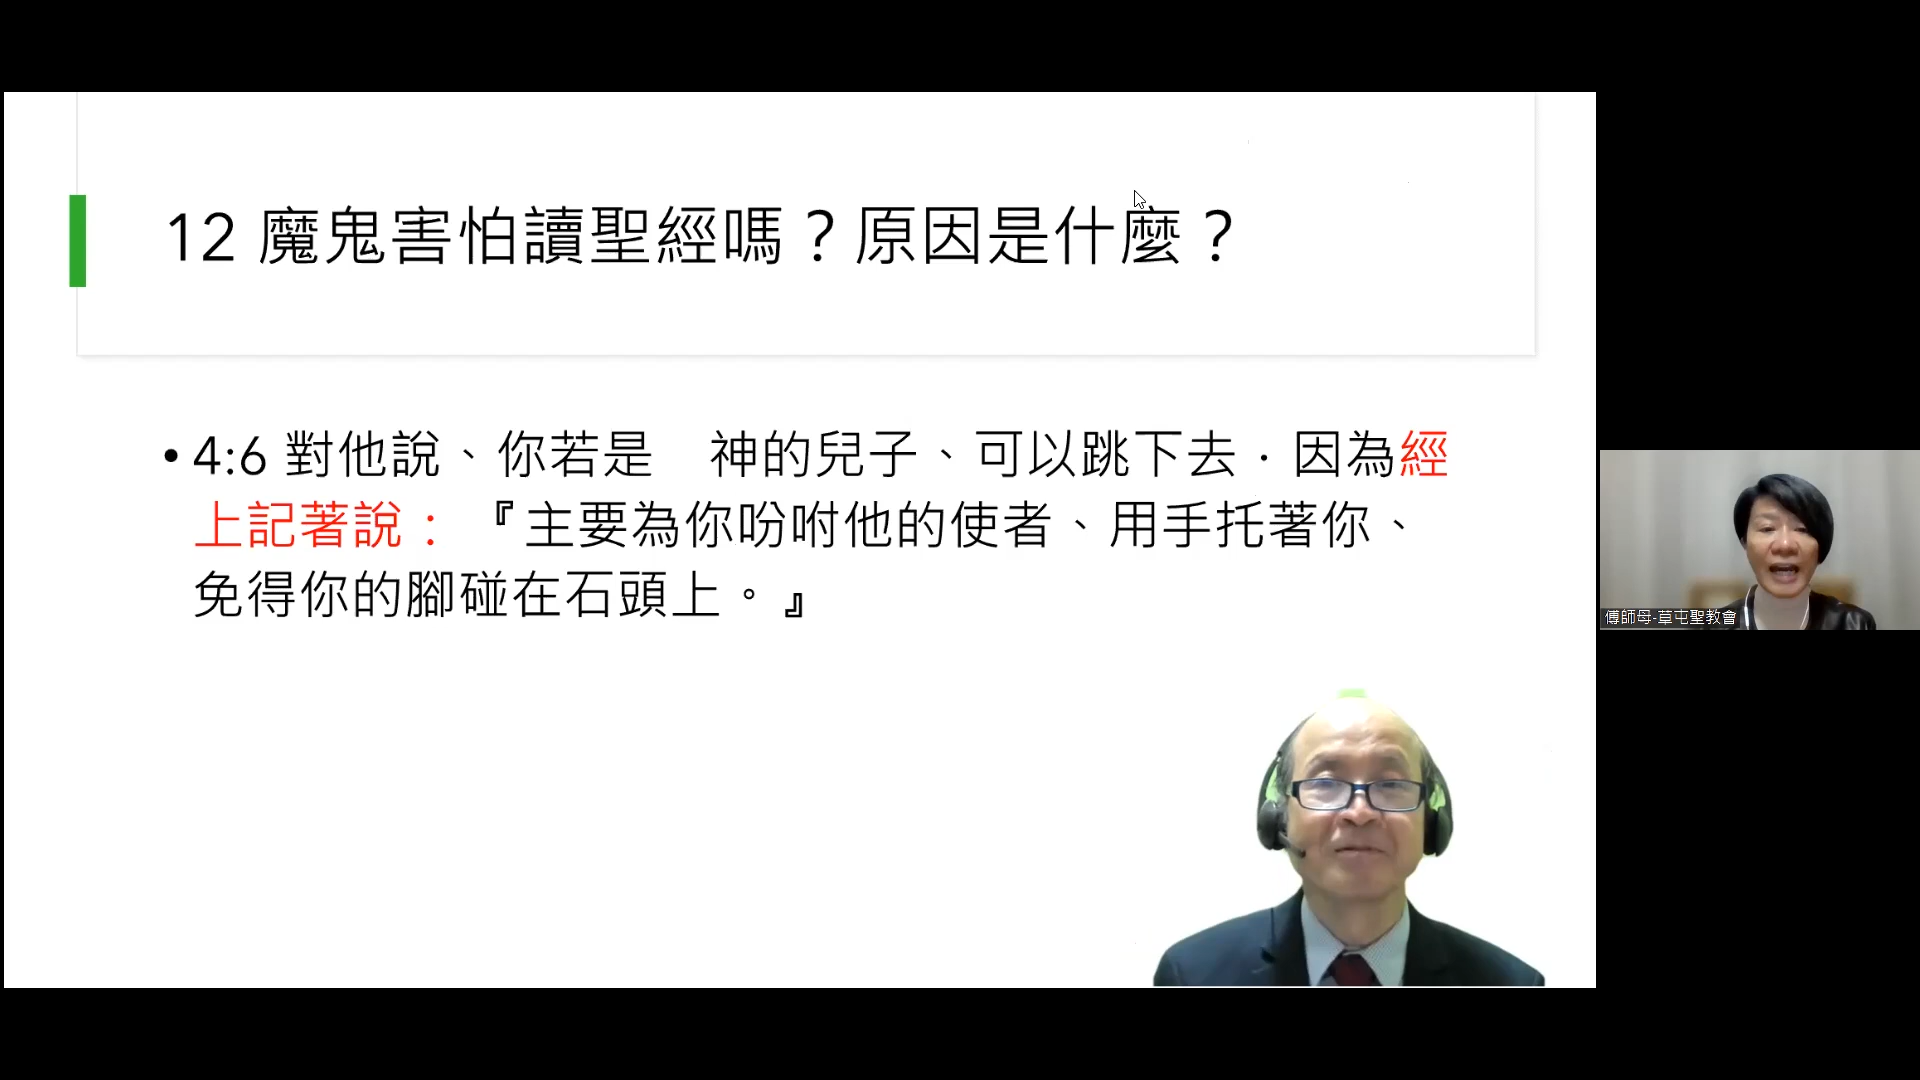 12 魔鬼害怕讀聖經嗎？原因是什麼？
• 4:6 對他說、你若是　神的兒子、可以跳下去．因為經
上記著說：『主要為你吩咐他的使者、用手托著你、
免得你的腳碰在石頭上。』
傅師母-草屯聖教會